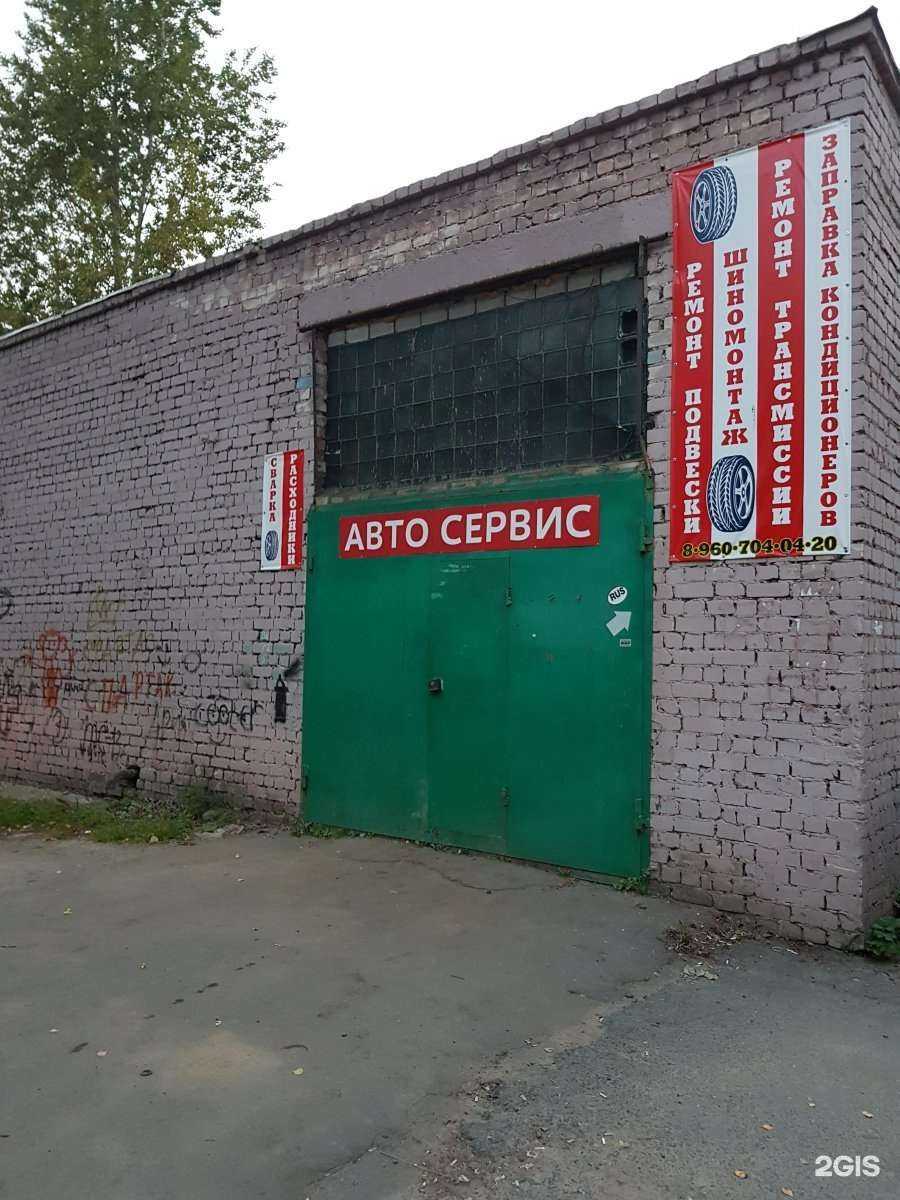 РЕМОНТ ПОДВЕСКИ
ШИНОМОНТАЖ
РЕМОНТ ТРАНСМИССИИ
ЗАПРАВКА КОНДИЦИОНЕРОВ
8-960-704-04-20
СВАРКА
РАСХОДНИКИ
АВТО СЕРВИС
RUS
СПАРТАК
2GIS